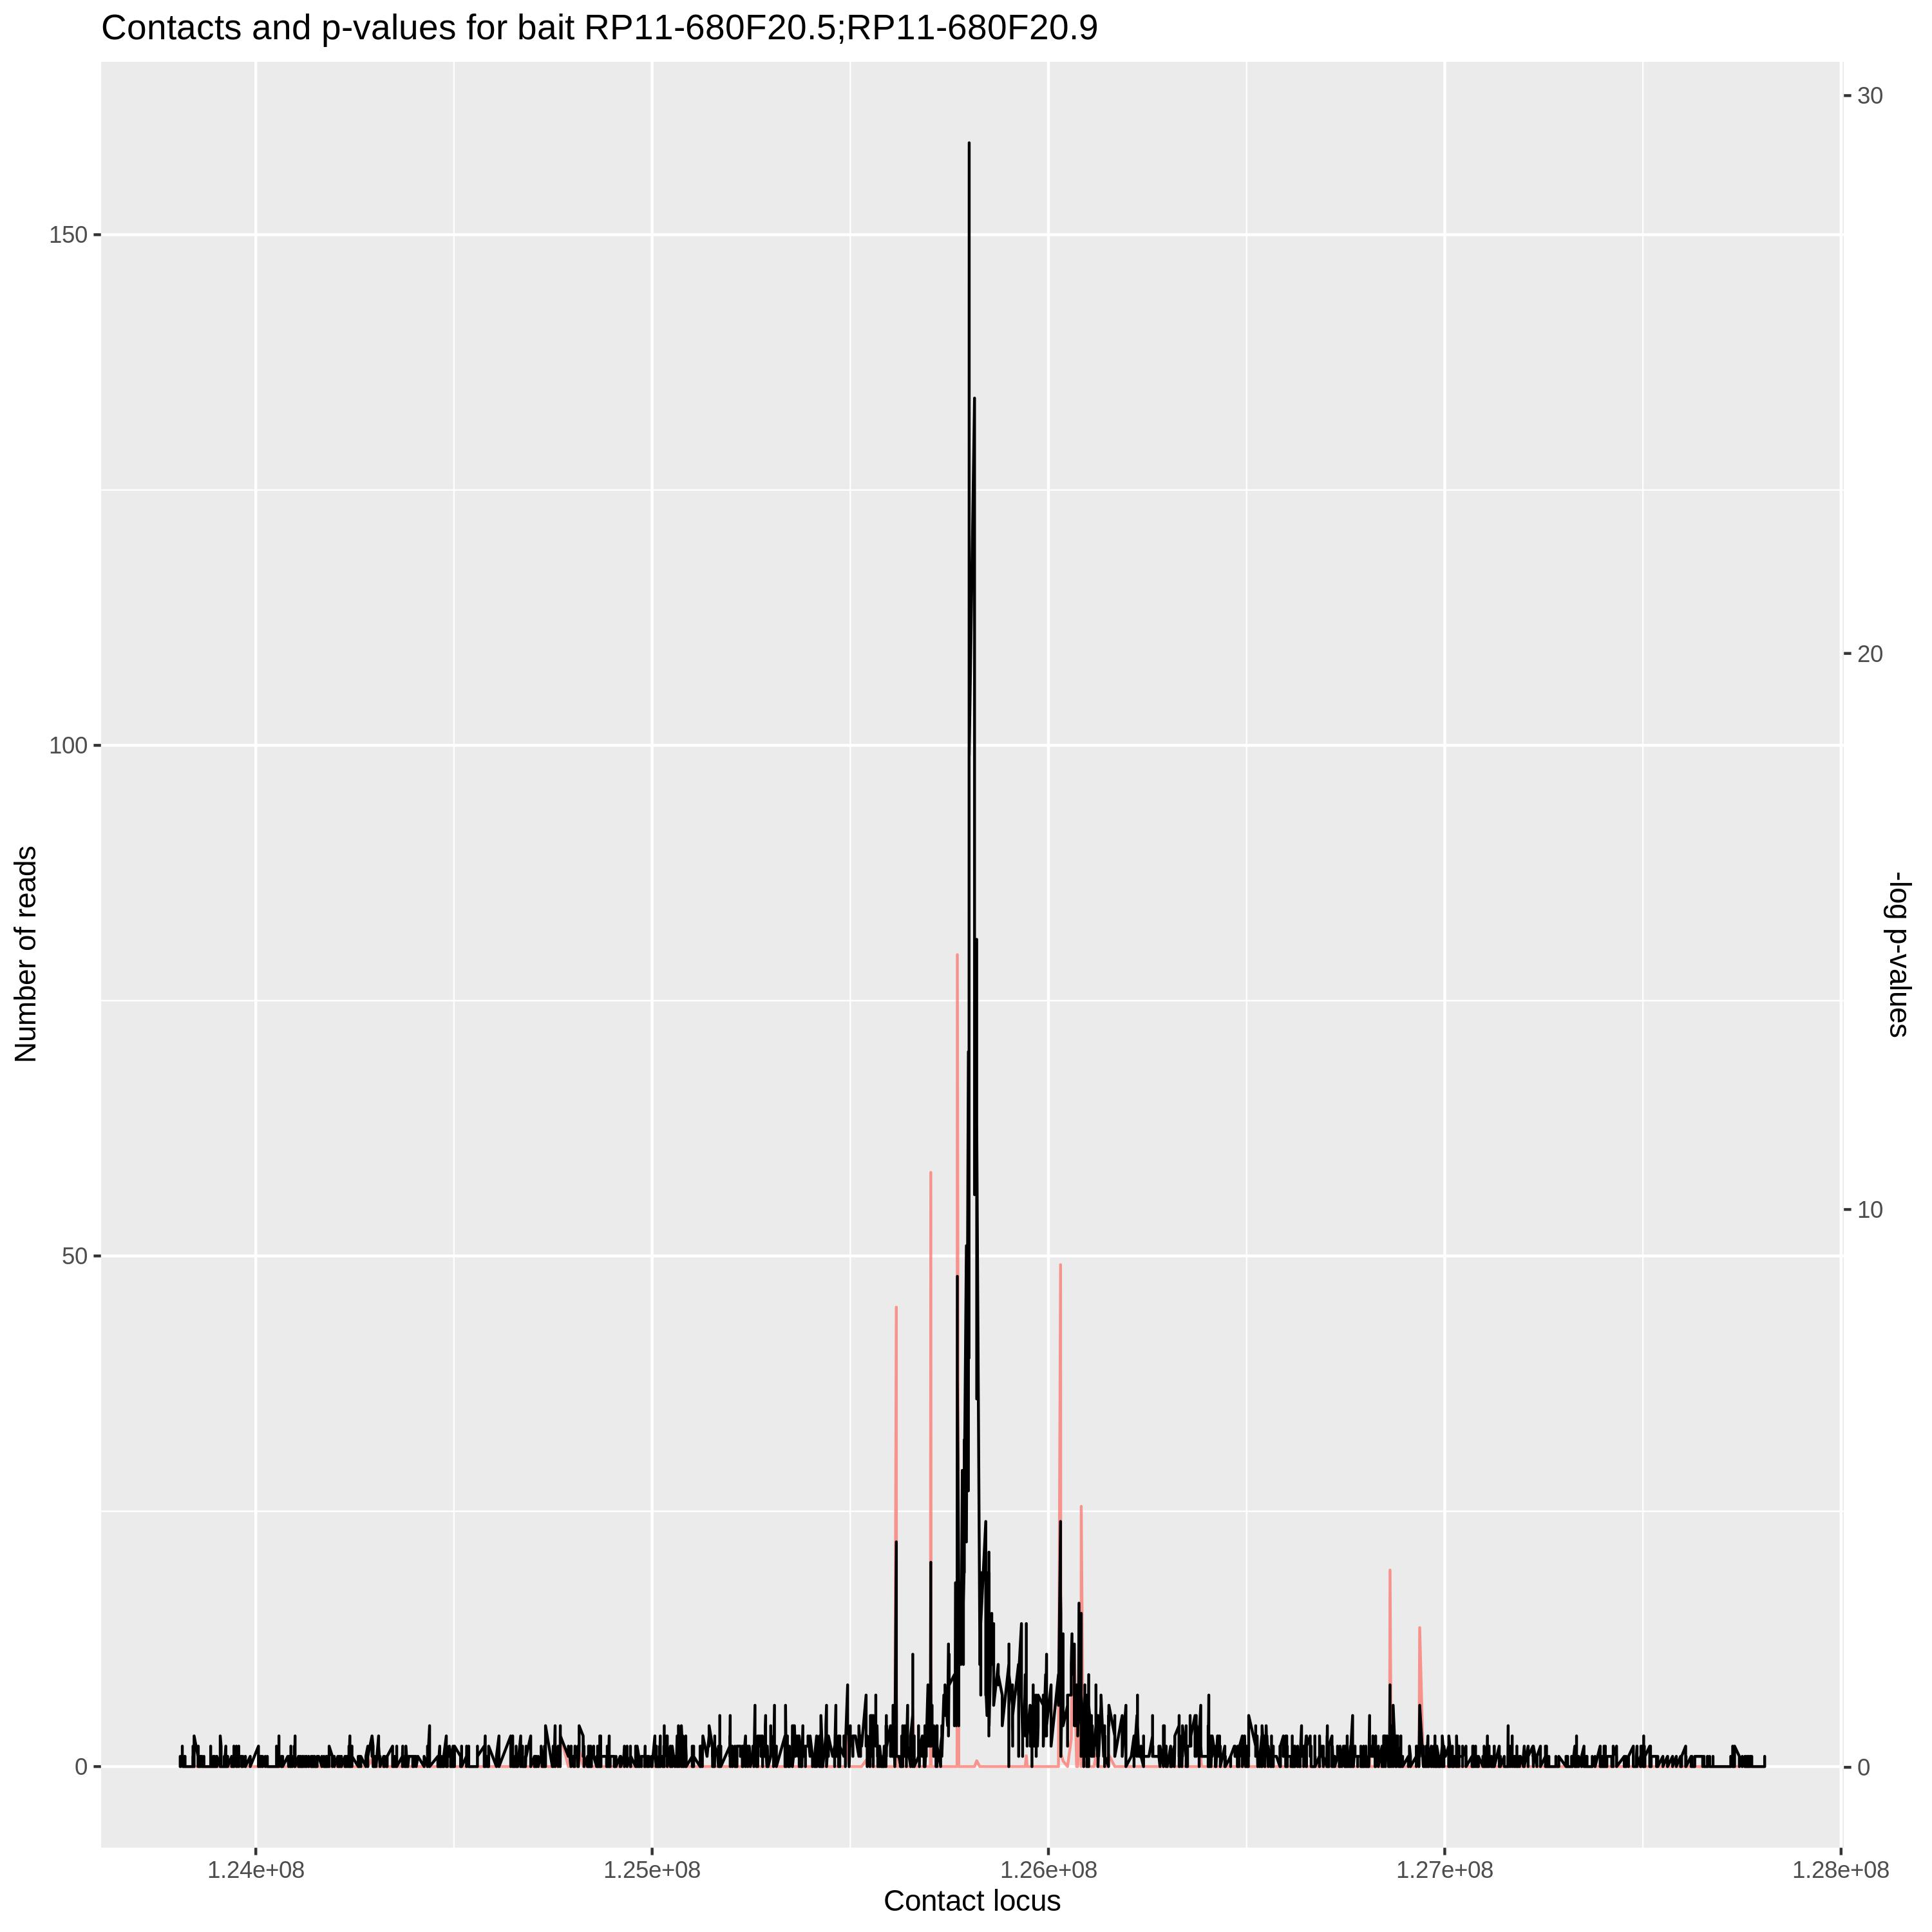 Contacts and p-values for bait RP11-680F20.5;RP11-680F20.9
30
150
20
100
Number of reads
-log p-values
10
50
0
0
1.24e+08
1.25e+08
1.26e+08
1.27e+08
1.28e+08
Contact locus